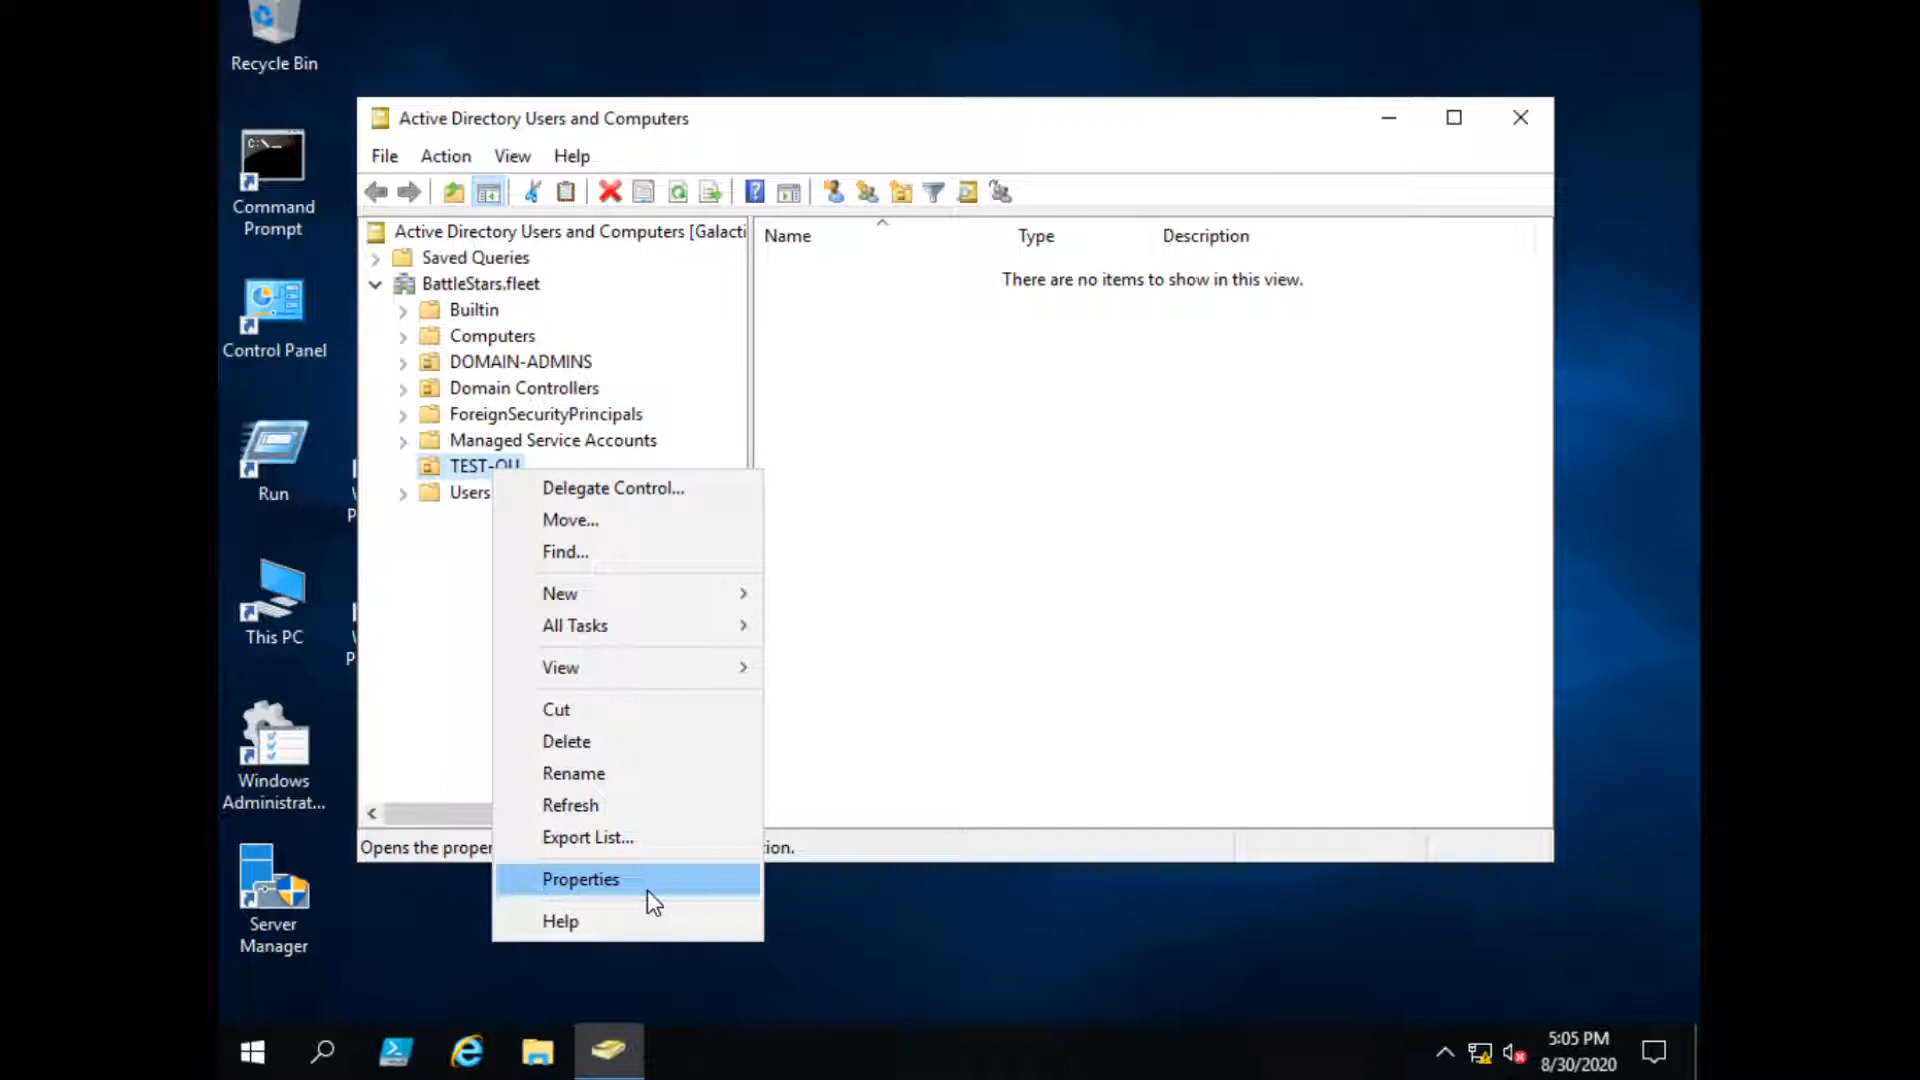 Recycle Bin
Command
Prompt
Control Panel
Run
This PC
Windows
Administrat...
Server
Manager
Active Directory Users and Computers
File Action View Help
Active Directory Users and Computers [Galacti
Saved Queries
BattleStars.fleet
Builtin
Computers
DOMAIN-ADMINS
Domain Controllers
ForeignSecurityPrincipals
Managed Service Accounts
TEST-OU
Users
Name Type Description
There are no items to show in this view.
Delegate Control...
Move...
Find...
New
All Tasks
View
Cut
Delete
Rename
Refresh
Export List...
Properties
Help
Opens the proper
tion.
5:05 PM
8/30/2020